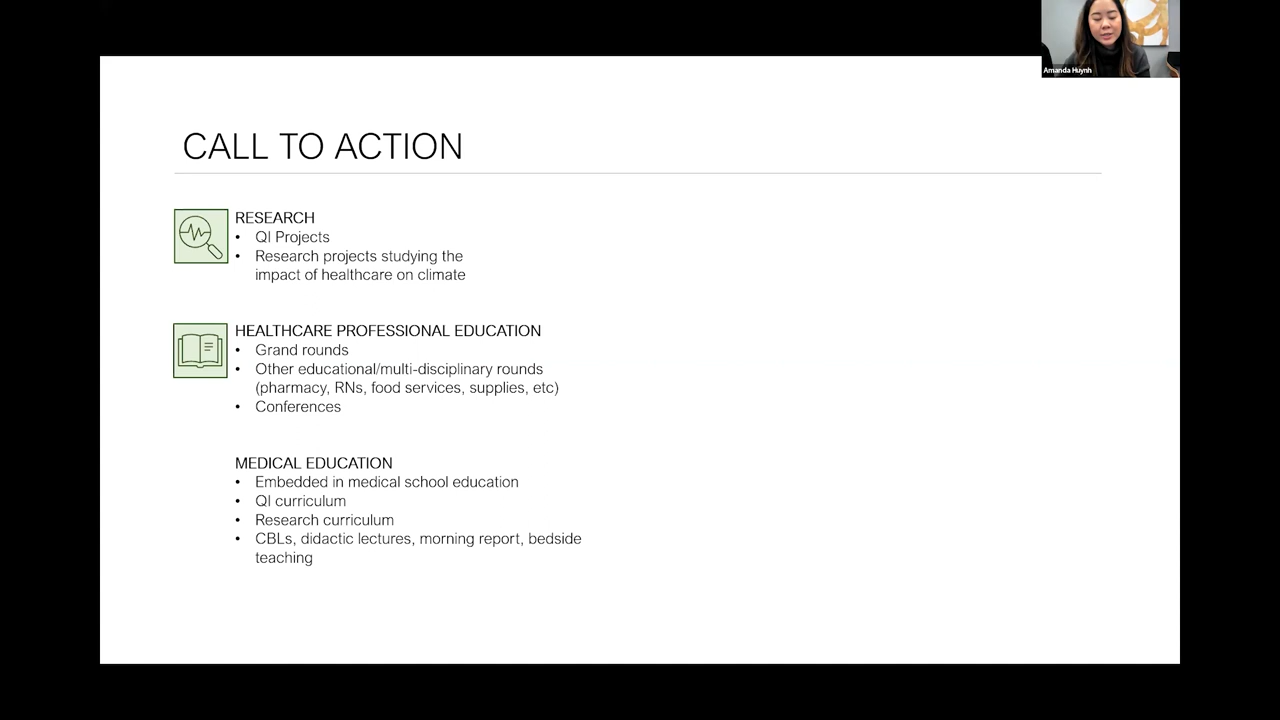 Amanda Huynh
CALL TO ACTION
RESEARCH
• QI Projects
• Research projects studying the
impact of healthcare on climate
HEALTHCARE PROFESSIONAL EDUCATION
• Grand rounds
• Other educational/multi-disciplinary rounds
(pharmacy, RNs, food services, supplies, etc)
• Conferences
MEDICAL EDUCATION
• Embedded in medical school education
• QI curriculum
• Research curriculum
• CBLs, didactic lectures, morning report, bedside
teaching